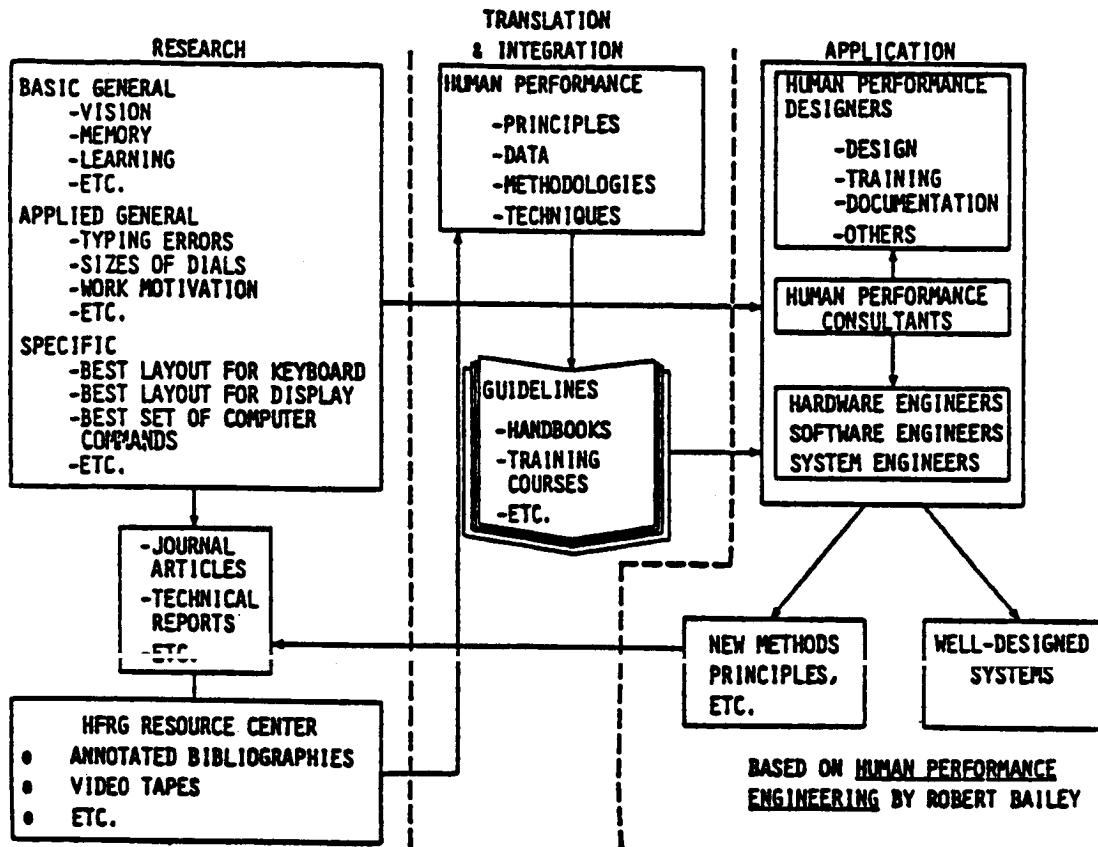 RESEARCH
BASIC GENERAL
-VISION
-MEMORY
-LEARNING
-ETC.
APPLIED GENERAL
-TYPING ERRORS
-SIZES OF DIALS
-WORK MOTIVATION
-ETC.
SPECIFIC
-BEST LAYOUT FOR KEYBOARD
-BEST LAYOUT FOR DISPLAY
-BEST SET OF COMPUTER
COMMANDS
-ETC.
-JOURNAL
ARTICLES
-TECHNICAL
REPORTS
-ETC.
HFRG RESOURCE CENTER
• ANNOTATED BIBLIOGRAPHIES
• VIDEO TAPES
• ETC.
TRANSLATION
& INTEGRATION
HUMAN PERFORMANCE
-PRINCIPLES
-DATA
-METHODOLOGIES
-TECHNIQUES
GUIDELINES
-HANDBOOKS
-TRAINING
COURSES
-ETC.
APPLICATION
HUMAN PERFORMANCE
DESIGNERS
-DESIGN
-TRAINING
-DOCUMENTATION
-OTHERS
HUMAN PERFORMANCE
CONSULTANTS
HARDWARE ENGINEERS
SOFTWARE ENGINEERS
SYSTEM ENGINEERS
NEW METHODS
PRINCIPLES,
ETC.
WELL-DESIGNED
SYSTEMS
BASED ON HUMAN PERFORMANCE
ENGINEERING BY ROBERT BAILEY